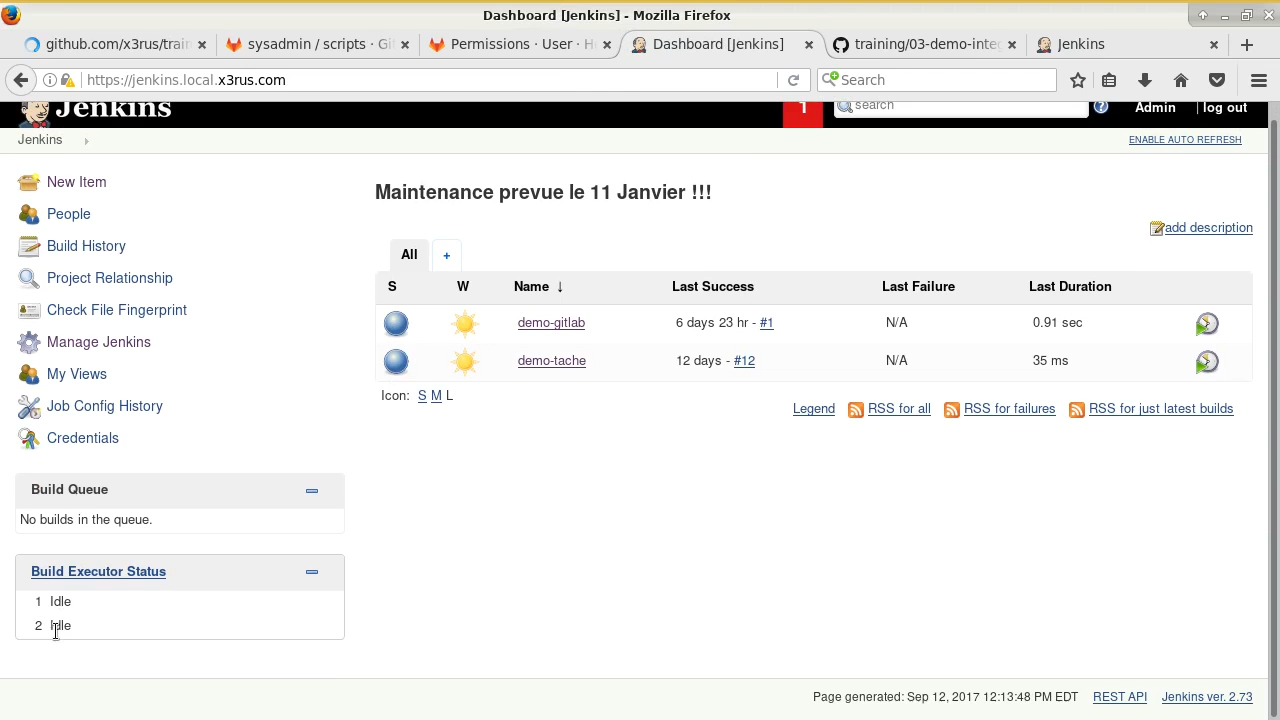 Dashboard [Jenkins] - Mozilla Firefox
github.com/x3rus/train
sysadmin / scripts · Git
Permissions · User · H
Dashboard [Jenkins]
training/03-demo-integ
Jenkins
https://jenkins.local.x3rus.com
Search
Jenkins
1
search
Admin
log out
Jenkins
ENABLE AUTO REFRESH
New Item
People
Build History
Project Relationship
Check File Fingerprint
Manage Jenkins
My Views
Job Config History
Credentials
Build Queue
No builds in the queue.
Build Executor Status
1 Idle
2 Idle
Maintenance prevue le 11 Janvier !!!
add description
All +
S W Name ↓ Last Success Last Failure Last Duration
demo-gitlab 6 days 23 hr - #1 N/A 0.91 sec
demo-tache 12 days - #12 N/A 35 ms
Icon: S M L
Legend RSS for all RSS for failures RSS for just latest builds
Page generated: Sep 12, 2017 12:13:48 PM EDT REST API Jenkins ver. 2.73